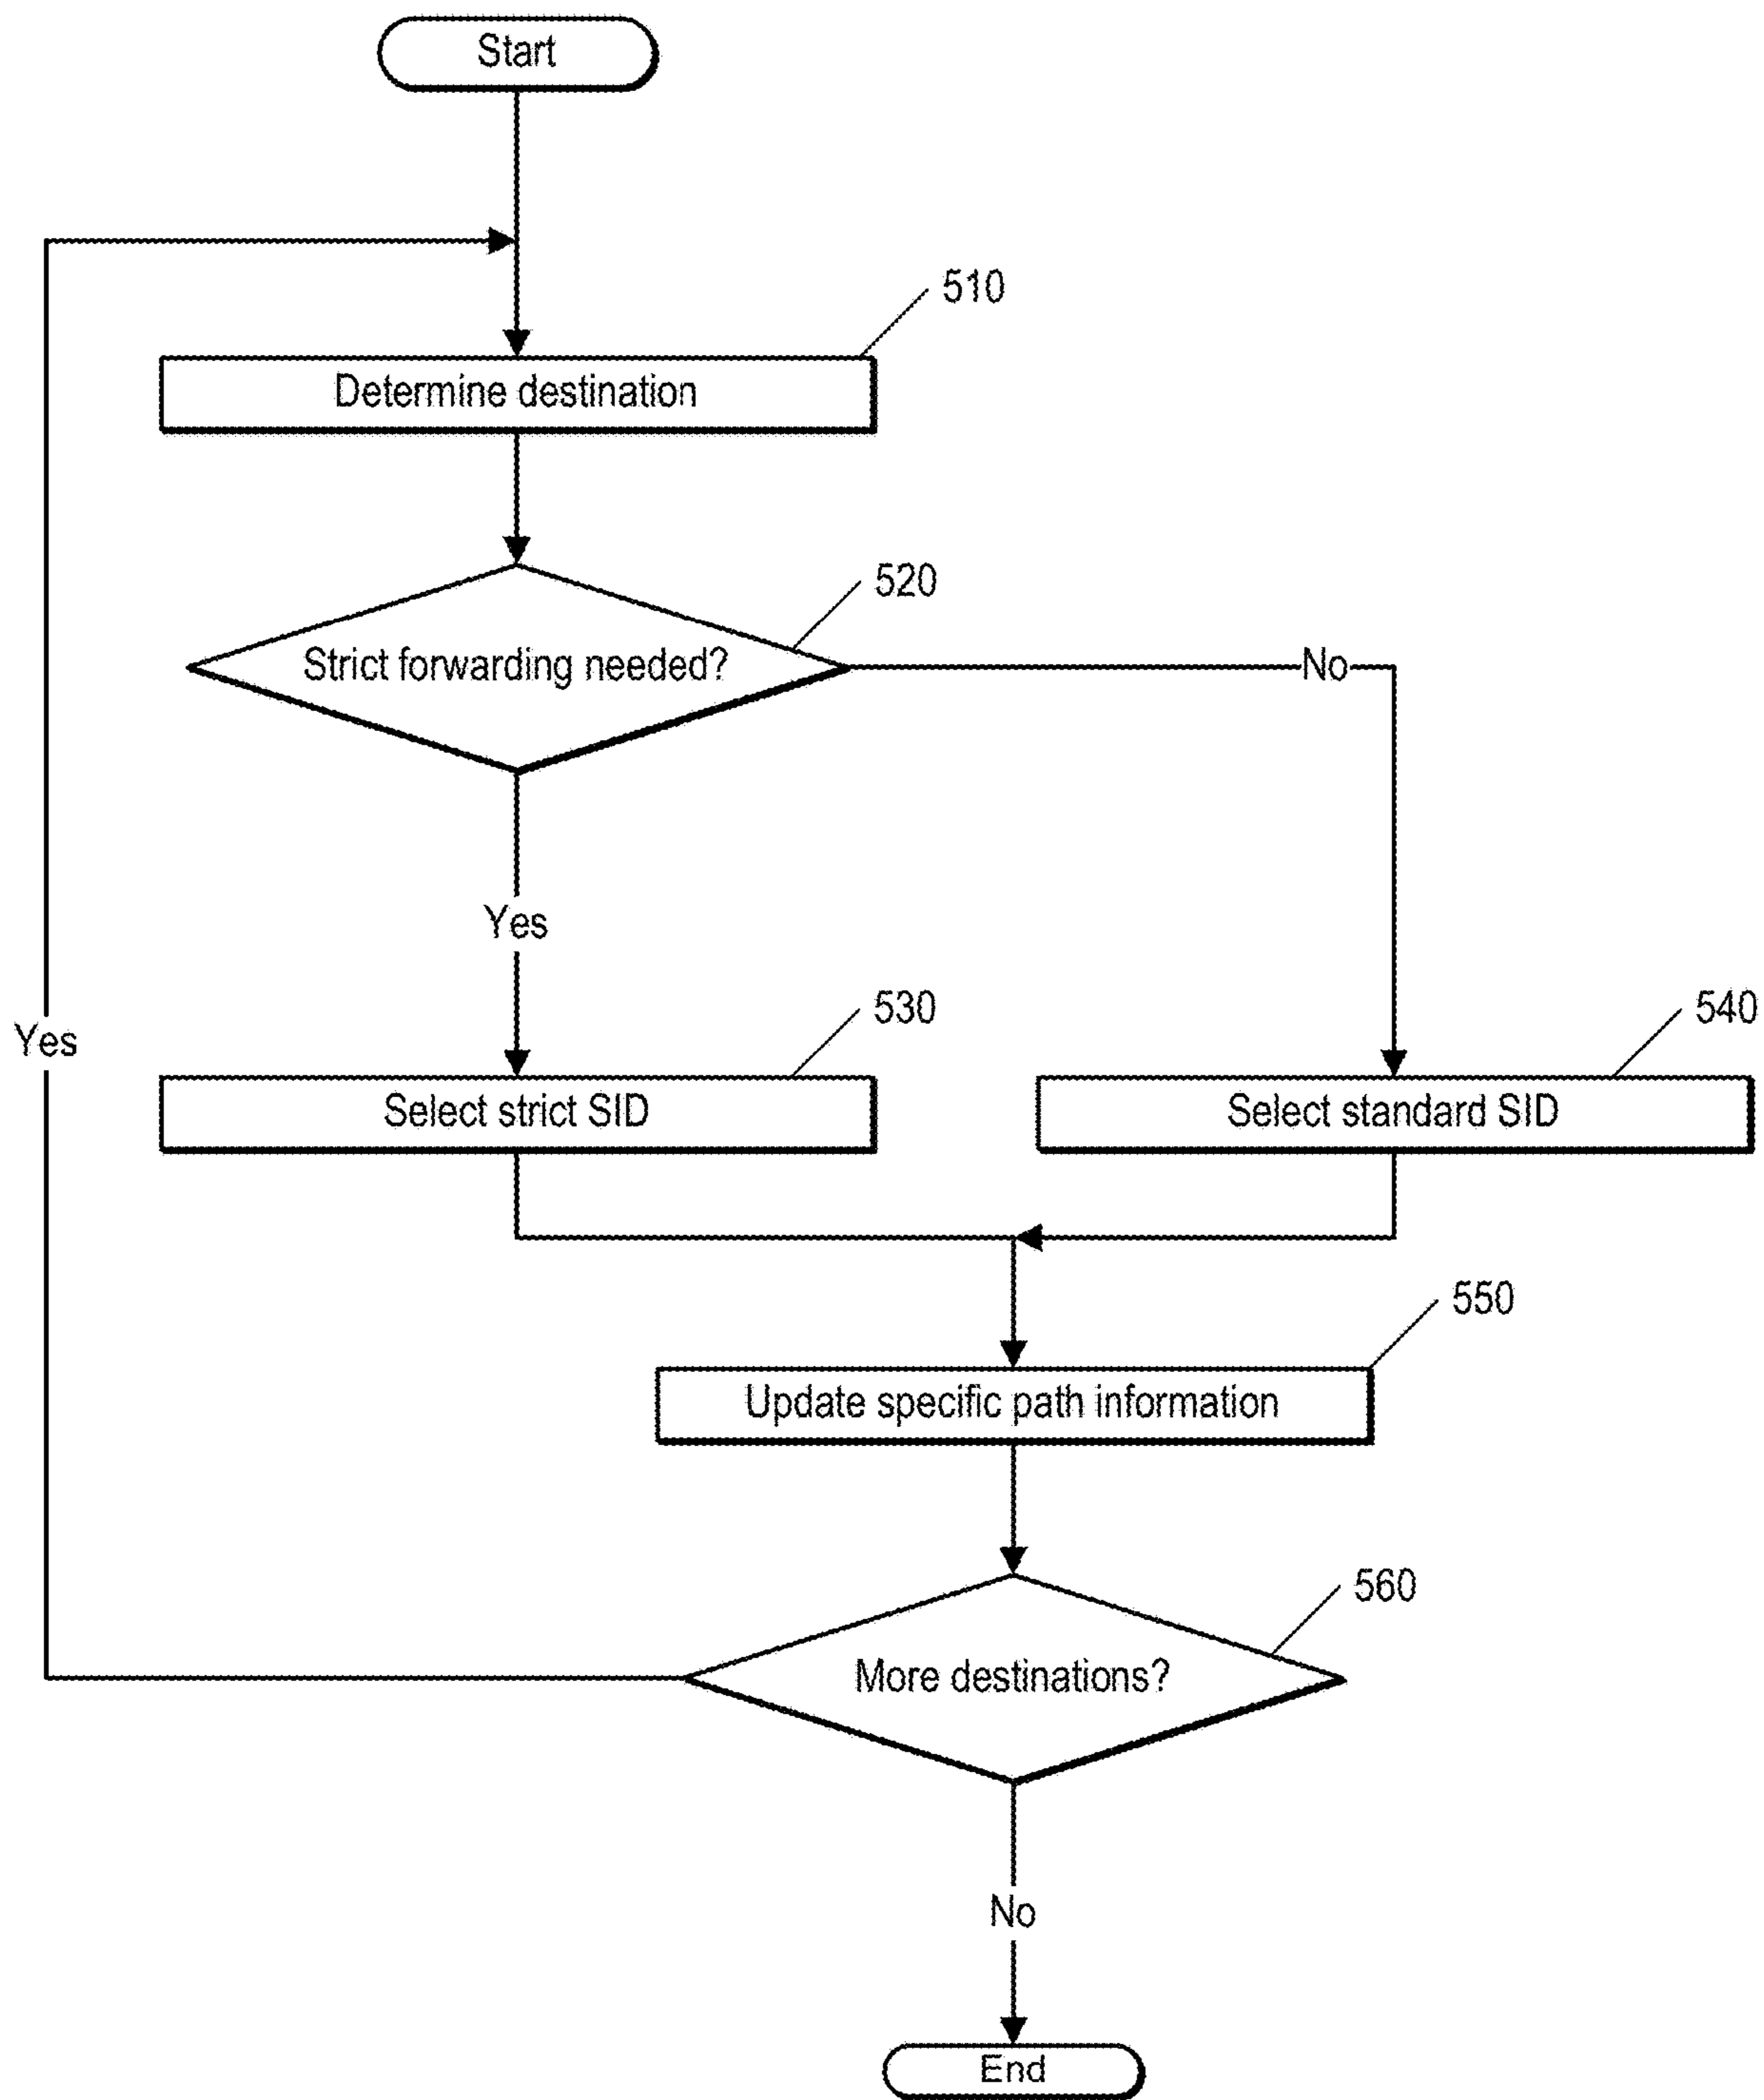 Start
510
Determine destination
520
Strict forwarding needed?
No
Yes
Yes
530
540
Select strict SID
Select standard SID
550
Update specific path information
560
More destinations?
No
End